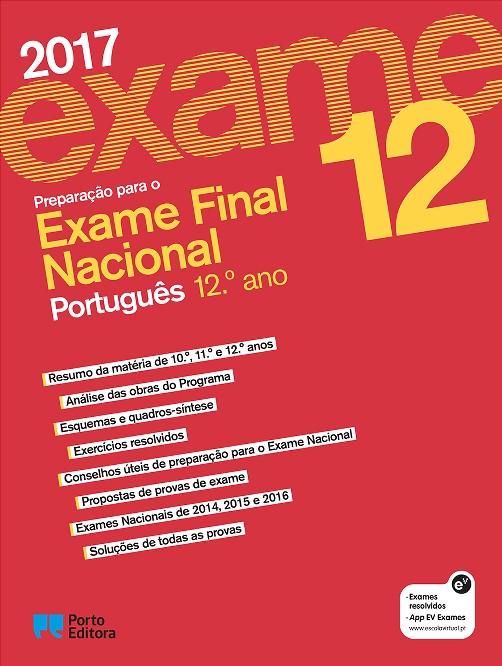 2017
exame
12
Preparação para o
Exame Final
Nacional
Português 12.º ano
Resumo da matéria de 10.º, 11.º e 12.º anos
Análise das obras do Programa
Esquemas e quadros-síntese
Exercícios resolvidos
Conselhos úteis de preparação para o Exame Nacional
Propostas de provas de exame
Exames Nacionais de 2014, 2015 e 2016
Soluções de todas as provas
Porto
Editora
eV
- Exames
resolvidos
- App EV Exames
www.escolavirtual.pt